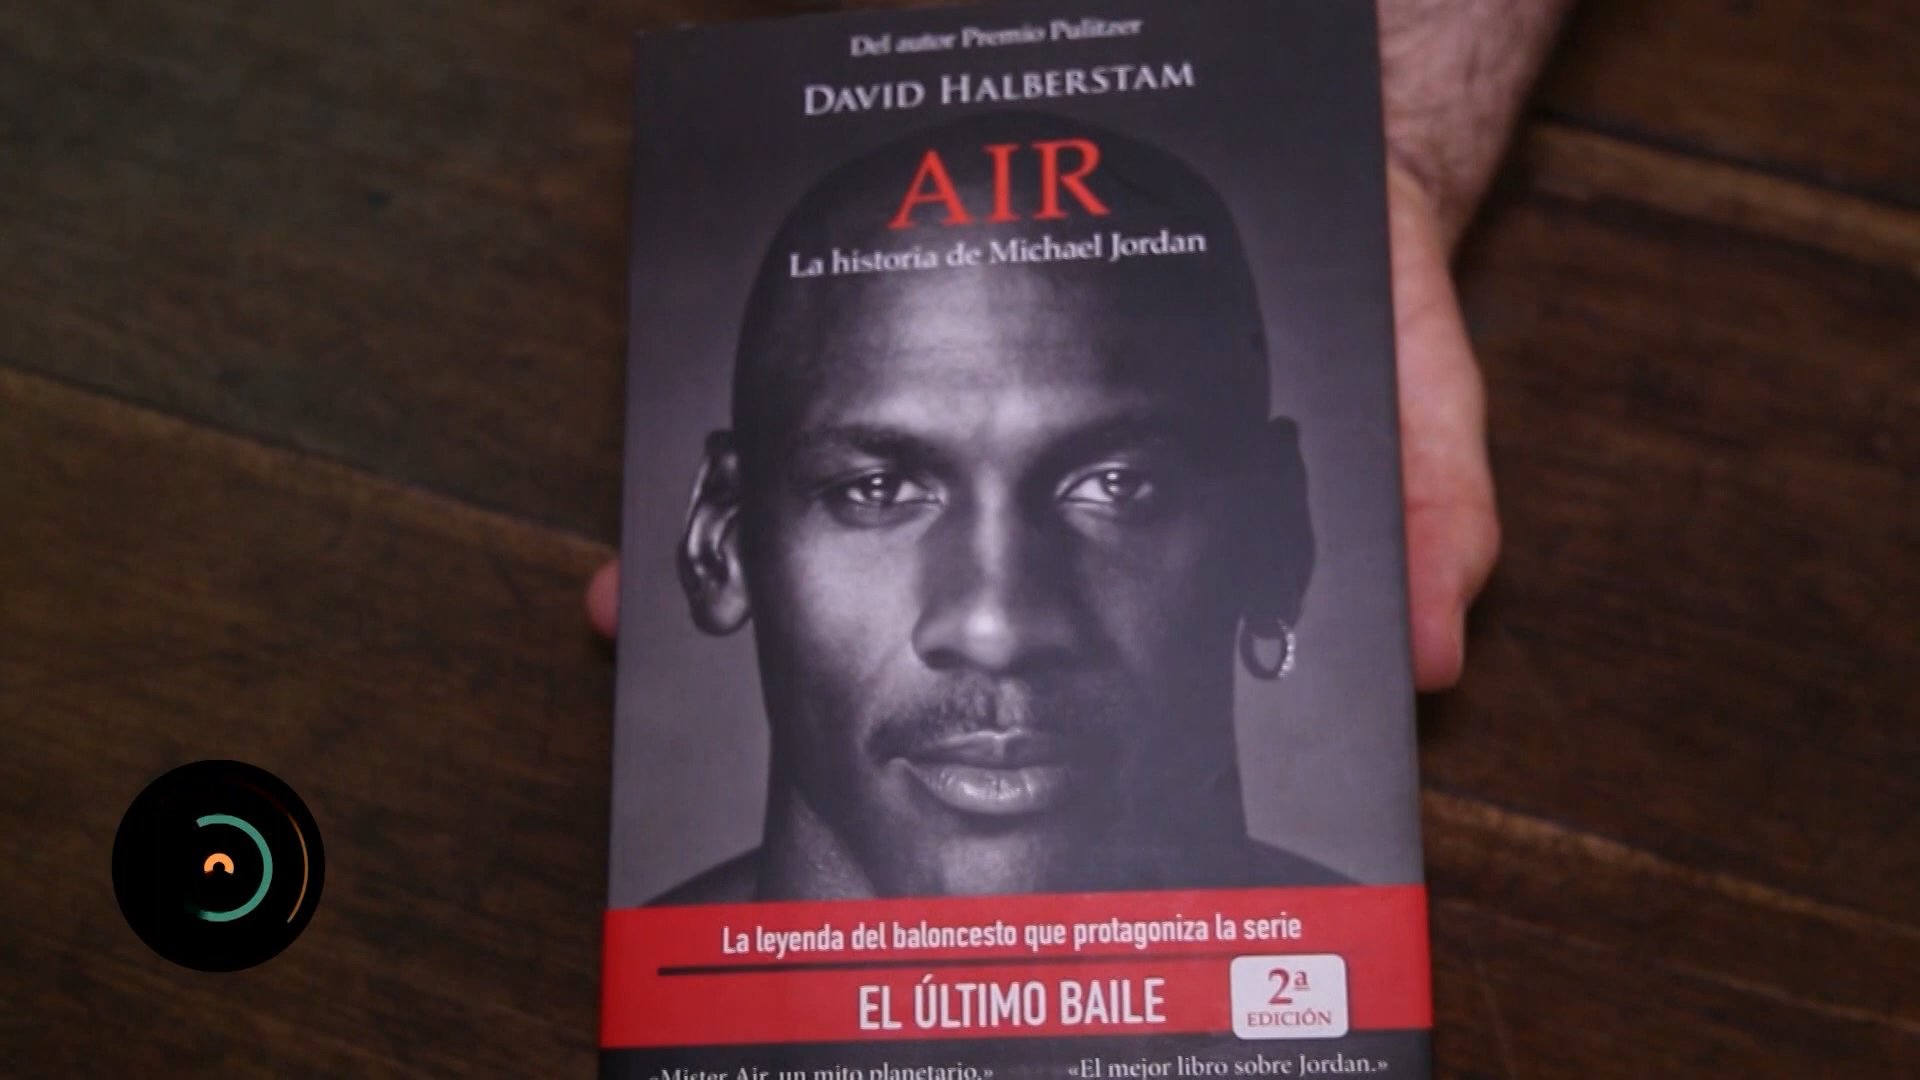 Del autor Premio Pulitzer
DAVID HALBERSTAM
AIR
La historia de Michael Jordan
La leyenda del baloncesto que protagoniza la serie
EL ÚLTIMO BAILE
2ª
EDICIÓN
«Mister Air, un mito planetario.»
«El mejor libro sobre Jordan.»